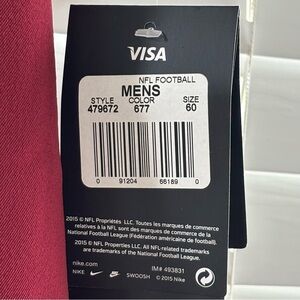 VISA
NFL FOOTBALL
MENS
STYLE COLOR SIZE
479672 677 60
0 91204 66189 0
2015 © NFL Propriétés LLC. Toutes les marques de commerce
relatives à la NFL sont des marques de commerce de la
National Football League (Fédération américaine de football).
2015 © NFL Properties LLC. All NFL-related trademarks
are trademarks of the National Football League.
nike.com IM# 493831
NIKE SWOOSH © 2015 Nike